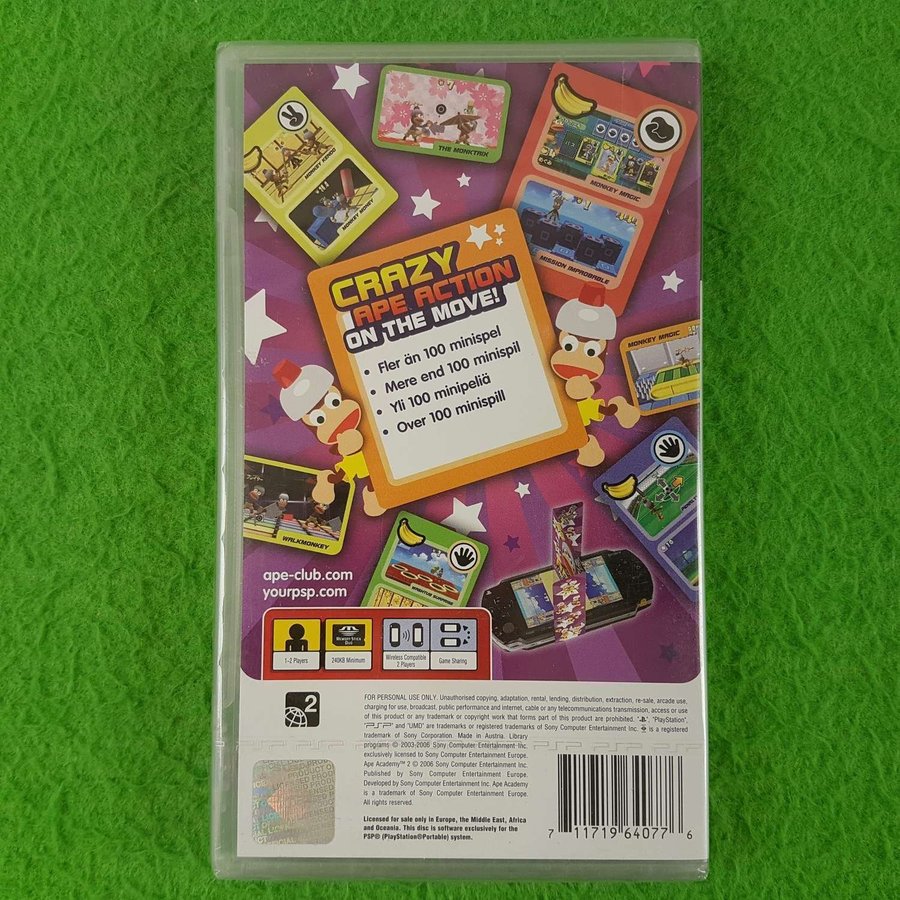 THE MONKTRIX
MONKEY KENDO
MONKEY MONEY
MONKEY MAGIC
MISSION IMPROBABLE
CRAZY
APE ACTION
ON THE MOVE!
• Fler än 100 minispel
• Mere end 100 minispil
• Yli 100 minipeliä
• Over 100 minispill
MONKEY MAGIC
WALKMONKEY
ape-club.com
yourpsp.com
1-2 Players
MEMORY STICK
DUO
240KB Minimum
Wireless Compatible
2 Players
Game Sharing
2
FOR PERSONAL USE ONLY. Unauthorised copying, adaptation, rental, lending, distribution, extraction, re-sale, arcade use,
charging for use, broadcast, public performance and internet, cable or any telecommunications transmission, access or use
of this product or any trademark or copyright work that forms part of this product are prohibited. "PlayStation",
"PSP" and "UMD" are trademarks or registered trademarks of Sony Computer Entertainment Inc. is a registered
trademark of Sony Corporation. Made in Austria. Library
programs © 2003-2006 Sony Computer Entertainment Inc.
exclusively licensed to Sony Computer Entertainment Europe.
Ape Academy™ 2 © 2006 Sony Computer Entertainment Inc.
Published by Sony Computer Entertainment Europe.
Developed by Sony Computer Entertainment Inc. Ape Academy
is a trademark of Sony Computer Entertainment Europe.
All rights reserved.
Licensed for sale only in Europe, the Middle East, Africa
and Oceania. This disc is software exclusively for the
PSP® (PlayStation®Portable) system.
7 11719 64077 6